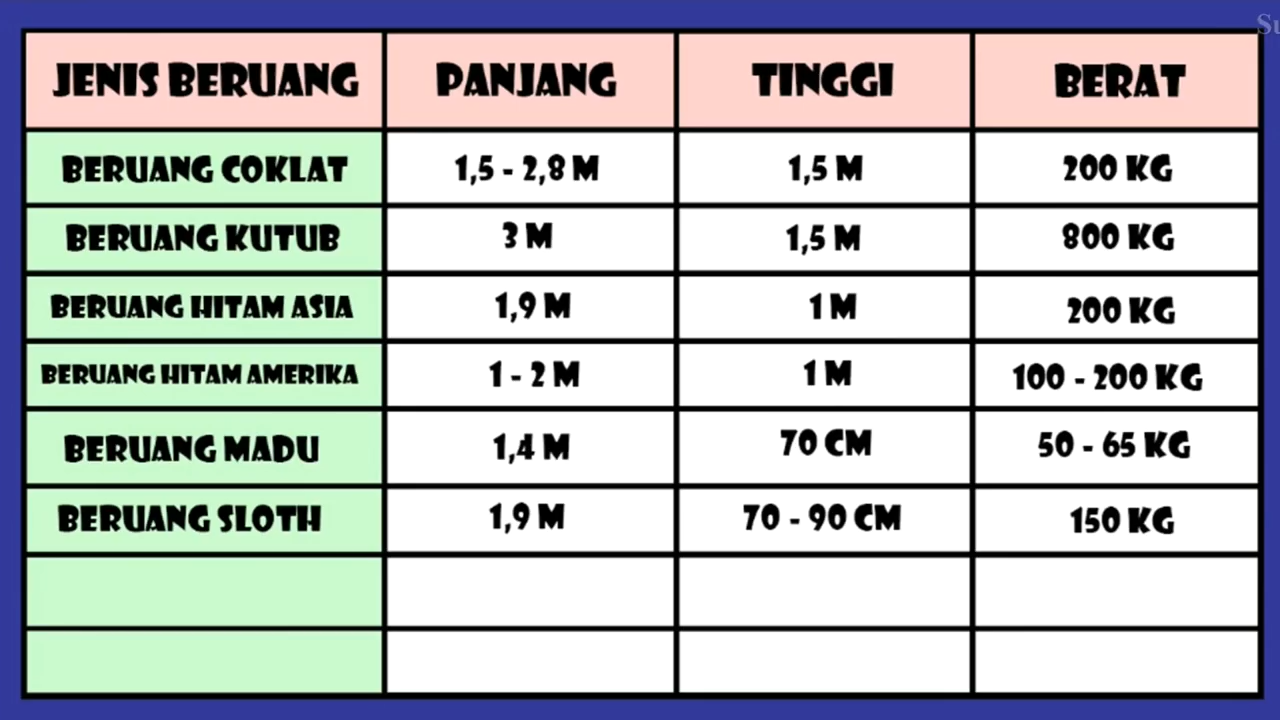 JENIS BERUANG PANJANG TINGGI BERAT
BERUANG COKLAT 1,5 - 2,8 M 1,5 M 200 KG
BERUANG KUTUB 3 M 1,5 M 800 KG
BERUANG HITAM ASIA 1,9 M 1 M 200 KG
BERUANG HITAM AMERIKA 1 - 2 M 1 M 100 - 200 KG
BERUANG MADU 1,4 M 70 CM 50 - 65 KG
BERUANG SLOTH 1,9 M 70 - 90 CM 150 KG